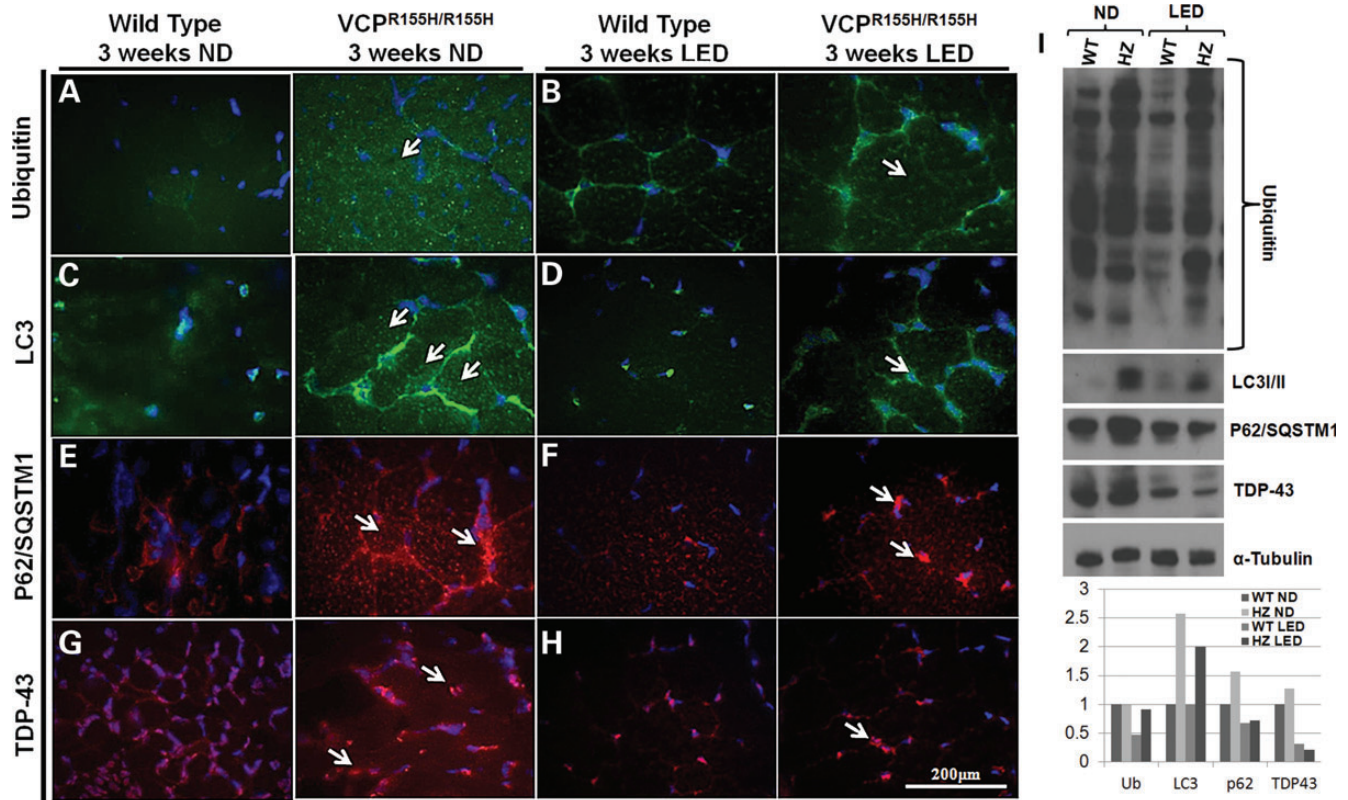 Wild Type
3 weeks ND
VCPR155H/R155H
3 weeks ND
Wild Type
3 weeks LED
VCPR155H/R155H
3 weeks LED
Ubiquitin
A
B
LC3
C
D
P62/SQSTM1
E
F
TDP-43
G
H
200µm
I
ND
LED
WT
HZ
WT
HZ
Ubiquitin
LC3I/II
P62/SQSTM1
TDP-43
α-Tubulin
3
2.5
2
1.5
1
0.5
0
WT ND
HZ ND
WT LED
HZ LED
Ub
LC3
p62
TDP43